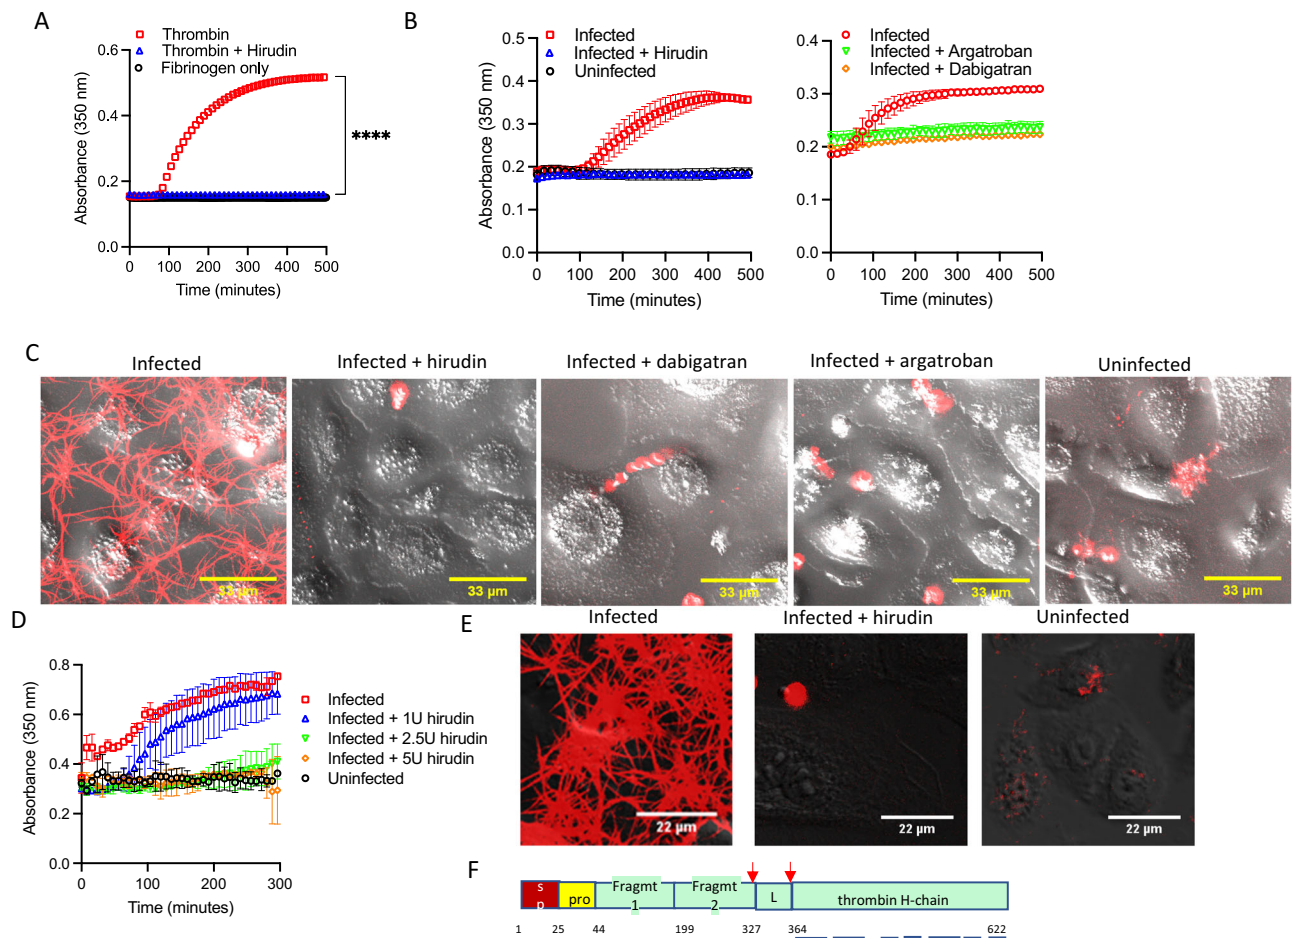 A
Thrombin
Thrombin + Hirudin
Fibrinogen only
0.6
0.4
0.2
0.0
Absorbance (350 nm)
0 100 200 300 400 500
Time (minutes)
****
B
Infected
Infected + Hirudin
Uninfected
0.5
0.4
0.3
0.2
0.1
0.0
Absorbance (350 nm)
0 100 200 300 400 500
Time (minutes)
Infected
Infected + Argatroban
Infected + Dabigatran
0.4
0.3
0.2
0.1
0.0
0 100 200 300 400 500
Time (minutes)
C
Infected
Infected + hirudin
Infected + dabigatran
Infected + argatroban
Uninfected
33 µm
33 µm
33 µm
33 µm
33 µm
D
0.8
0.6
0.4
0.2
0.0
Absorbance (350 nm)
0 100 200 300
Time (minutes)
Infected
Infected + 1U hirudin
Infected + 2.5U hirudin
Infected + 5U hirudin
Uninfected
E
Infected
Infected + hirudin
Uninfected
22 µm
22 µm
22 µm
F
s
p
pro
Fragmt
1
Fragmt
2
L
thrombin H-chain
1 25 44 199 327 364 622